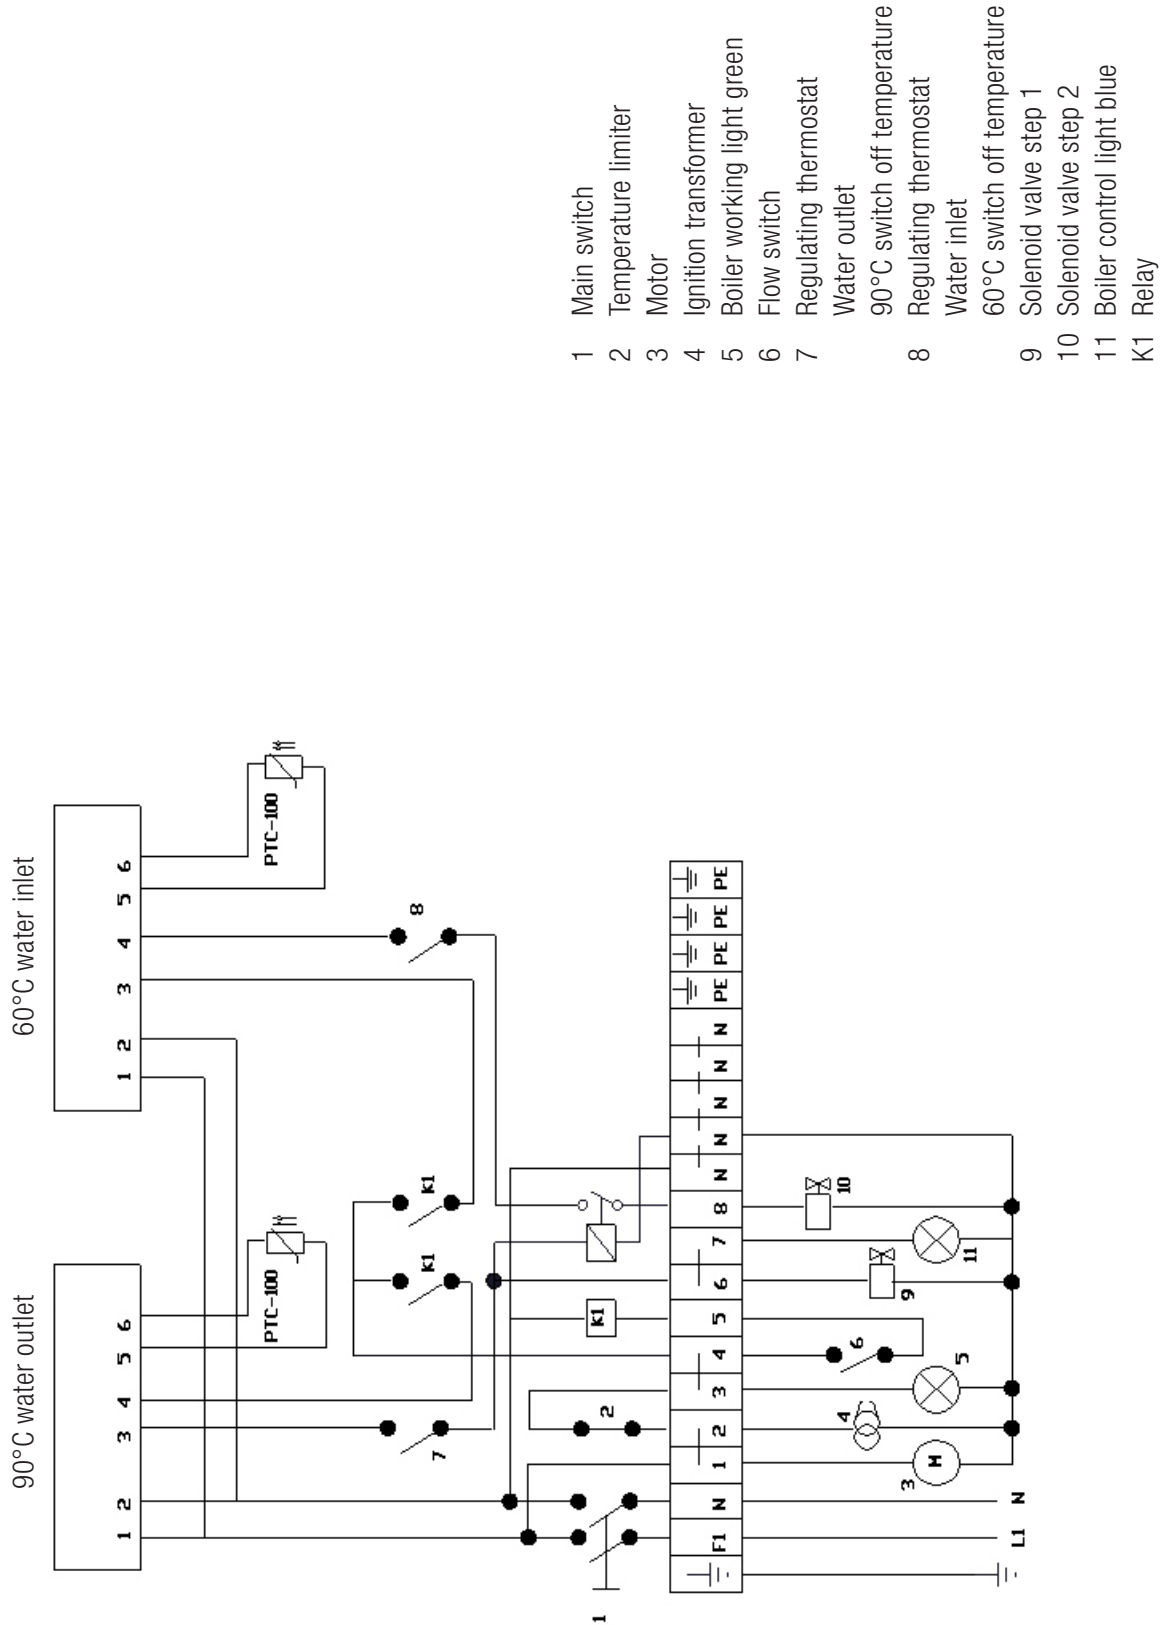 90°C water outlet
60°C water inlet
1 2 3 4 5 6
1 2 3 4 5 6
PTC-100
PTC-100
7
K1
K1
8
1
2
K1
F1 N 1 2 3 4 5 6 7 8 N N N N N PE PE PE PE
3
M
4
5
6
9
11
10
L1 N
1 Main switch
2 Temperature limiter
3 Motor
4 Ignition transformer
5 Boiler working light green
6 Flow switch
7 Regulating thermostat
Water outlet
90°C switch off temperature
8 Regulating thermostat
Water inlet
60°C switch off temperature
9 Solenoid valve step 1
10 Solenoid valve step 2
11 Boiler control light blue
K1 Relay